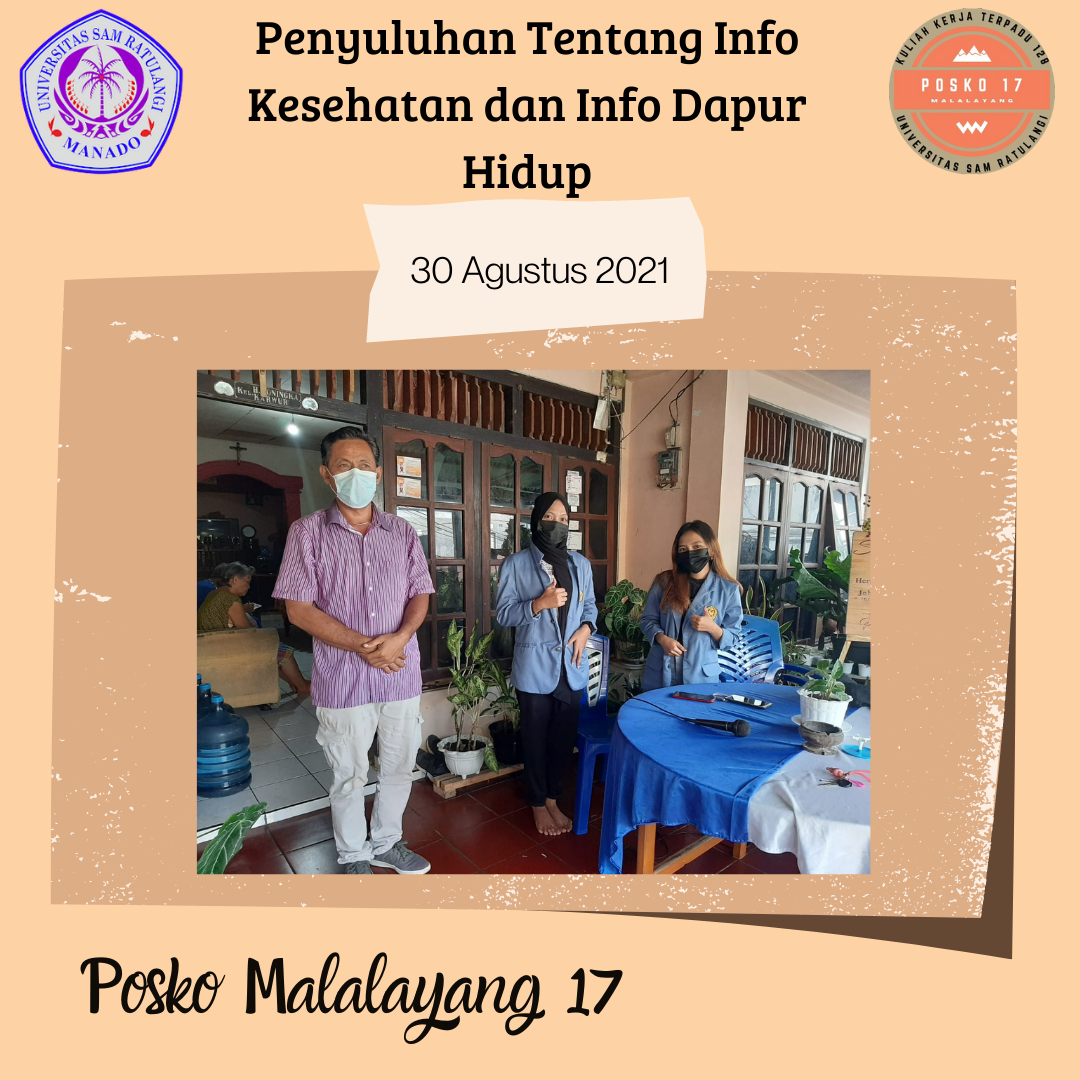 UNIVERSITAS SAM RATULANGI
MANADO
Penyuluhan Tentang Info
Kesehatan dan Info Dapur
Hidup
KULIAH KERJA TERPADU 128
POSKO 17
MALALAYANG
UNIVERSITAS SAM RATULANGI
30 Agustus 2021
KARWUR
Posko Malalayang 17